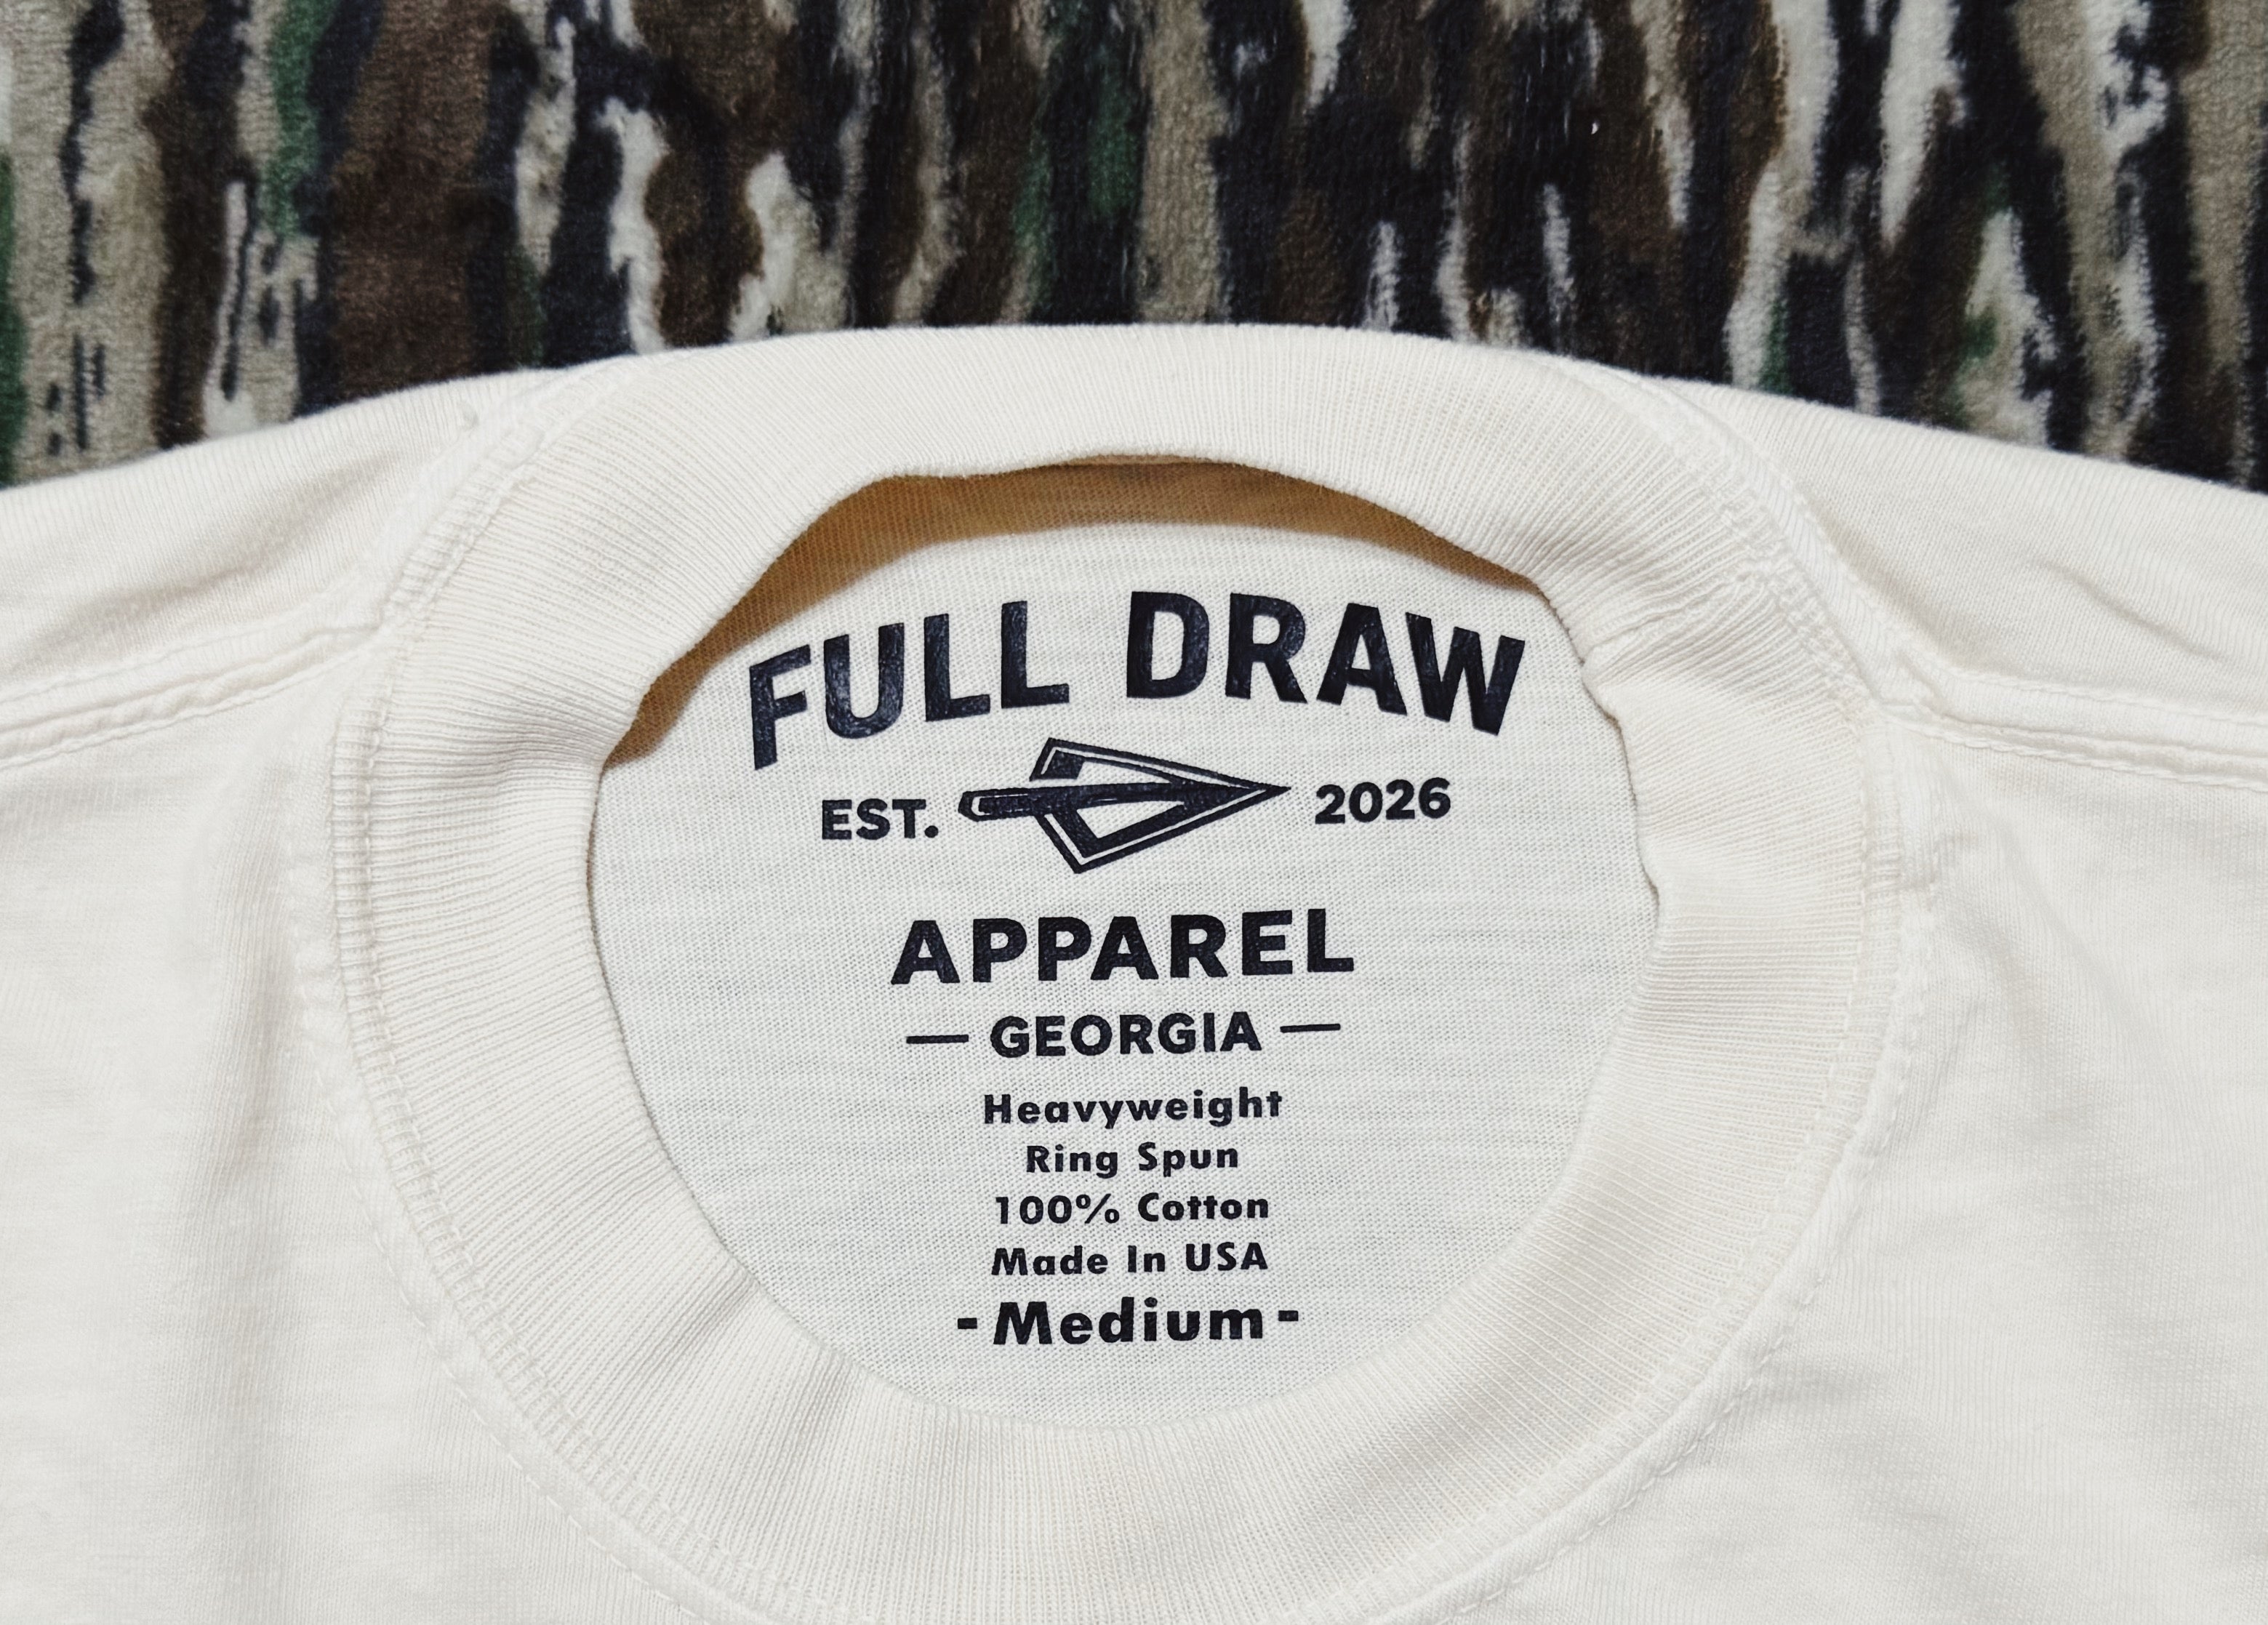 FULL DRAW
EST. 2026
APPAREL
— GEORGIA —
Heavyweight
Ring Spun
100% Cotton
Made In USA
-Medium-